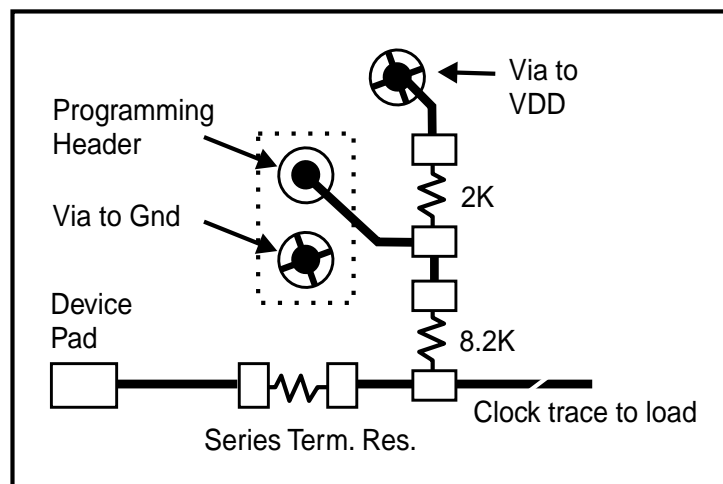 Via to
VDD
Programming
Header
2K
Via to Gnd
Device
Pad
8.2K
Clock trace to load
Series Term. Res.